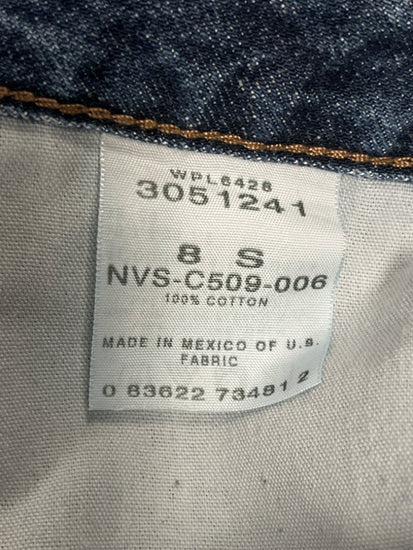 WPL6426
3051241
8 S
NVS-C509-006
100% COTTON
MADE IN MEXICO OF U.S.
FABRIC
0 83622 73481 2